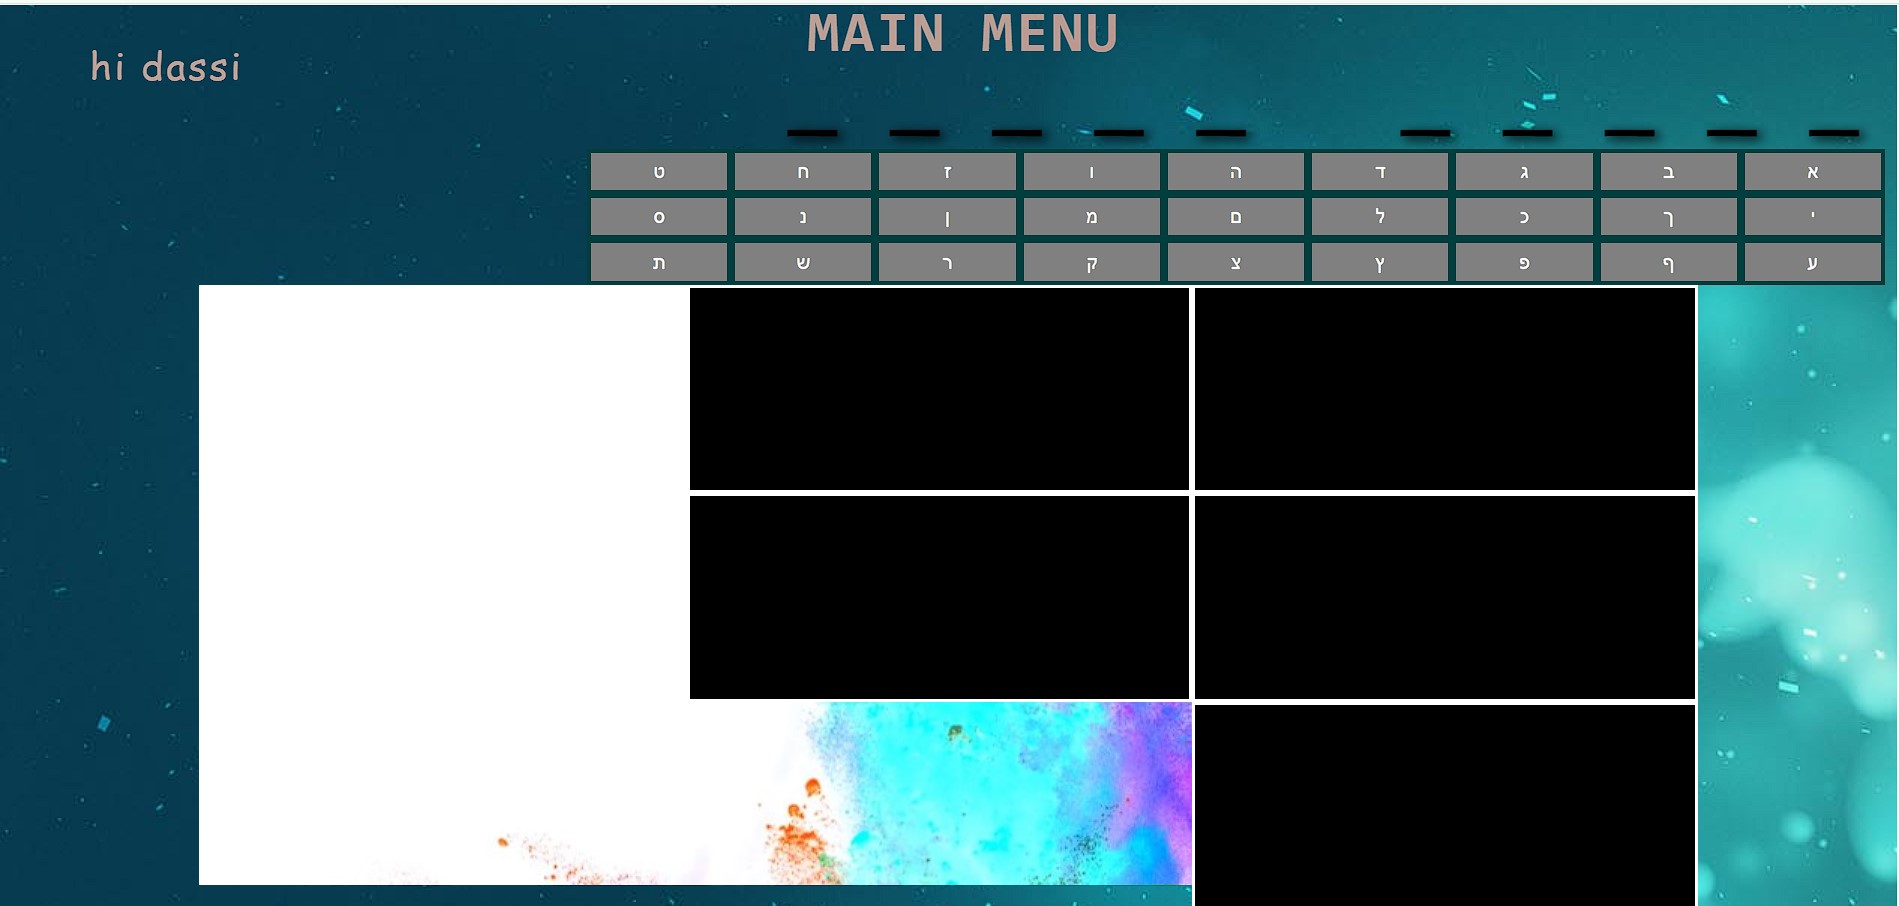 MAIN MENU
hi dassi
א ב ג ד ה ו ז ח ט
י ך כ ל ם מ ן נ ס
ע ף פ ץ צ ק ר ש ת